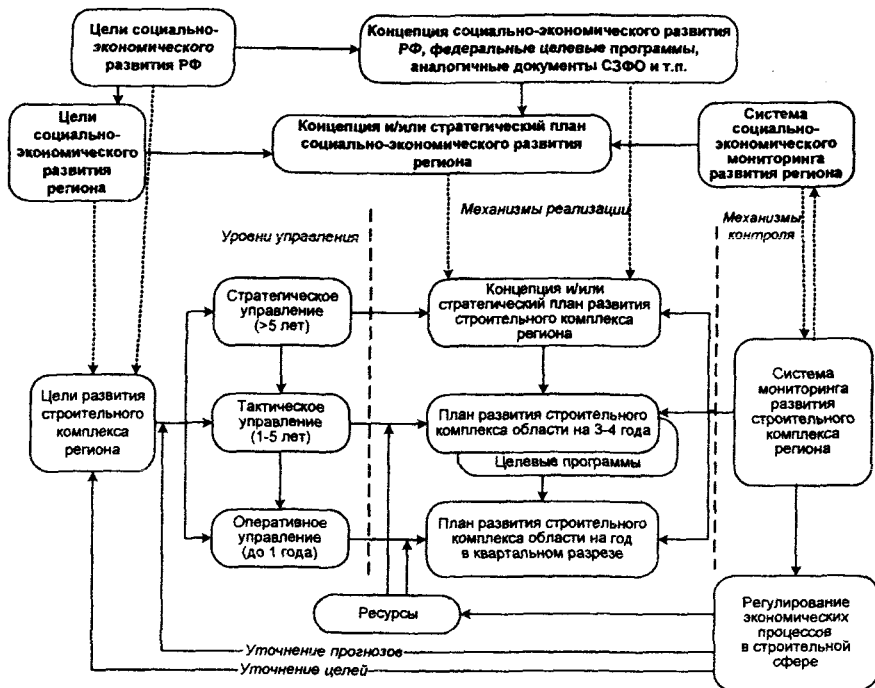 Цели социально-
экономического
развития РФ
Концепция социально-экономического развития
РФ, федеральные целевые программы,
аналогичные документы СЗФО и т.п.
Цели
социально-
экономического
развития
региона
Концепция и/или стратегический план
социально-экономического развития
региона
Система
социально-
экономического
мониторинга
развития региона
Уровни управления
Механизмы реализации
Механизмы
контроля
Стратегическое
управление
(>5 лет)
Концепция и/или
стратегический план развития
строительного комплекса
региона
Цели развития
строительного
комплекса
региона
Тактическое
управление
(1-5 лет)
План развития строительного
комплекса области на 3-4 года
Целевые программы
Система
мониторинга
развития
строительного
комплекса
региона
Оперативное
управление
(до 1 года)
План развития строительного
комплекса области на год
в квартальном разрезе
Ресурсы
Регулирование
экономических
процессов
в строительной
сфере
Уточнение прогнозов
Уточнение целей